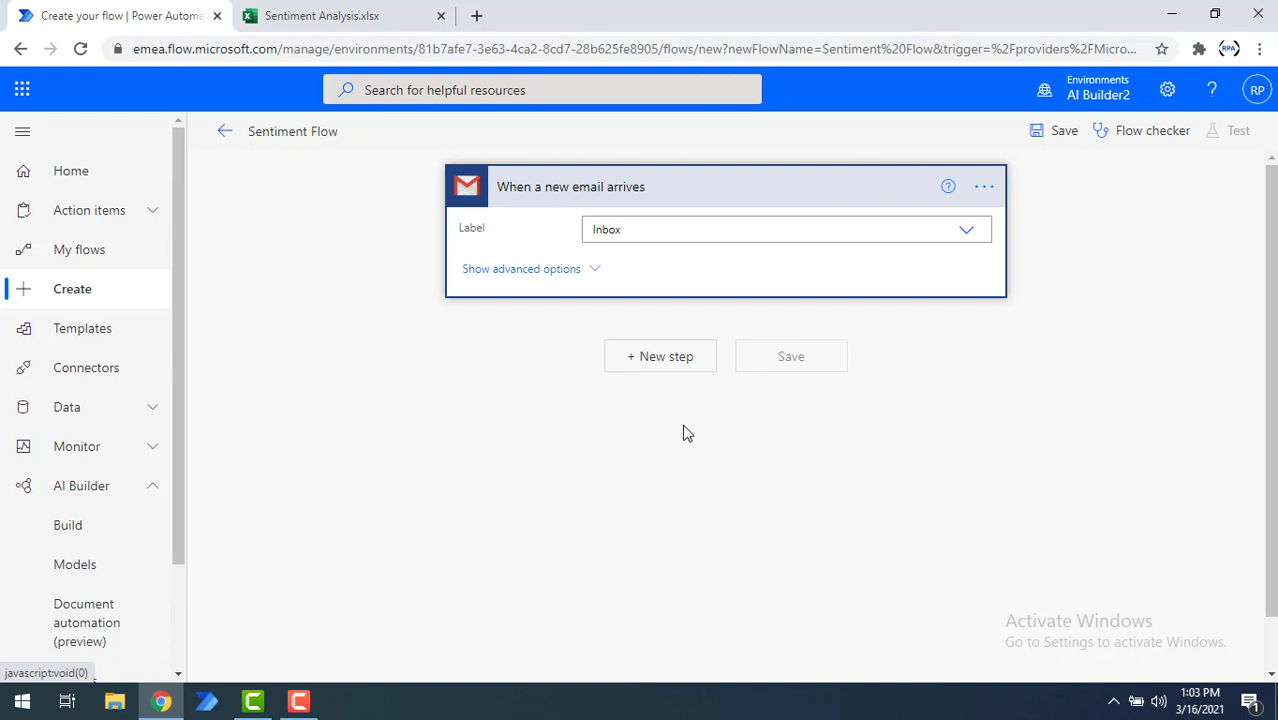 Create your flow | Power Automa
Sentiment Analysis.xlsx
emea.flow.microsoft.com/manage/environments/81b7afe7-3e63-4ca2-8cd7-28b625fe8905/flows/new?newFlowName=Sentiment%20Flow&trigger=%2Fproviders%2FMicro...
RPA
Search for helpful resources
Environments
AI Builder2
RP
Sentiment Flow
Save
Flow checker
Test
Home
Action items
My flows
Create
Templates
Connectors
Data
Monitor
AI Builder
Build
Models
Document
automation
(preview)
When a new email arrives
Label
Inbox
Show advanced options
+ New step
Save
Activate Windows
Go to Settings to activate Windows.
javascript:void(0)
1:03 PM
3/16/2021
1